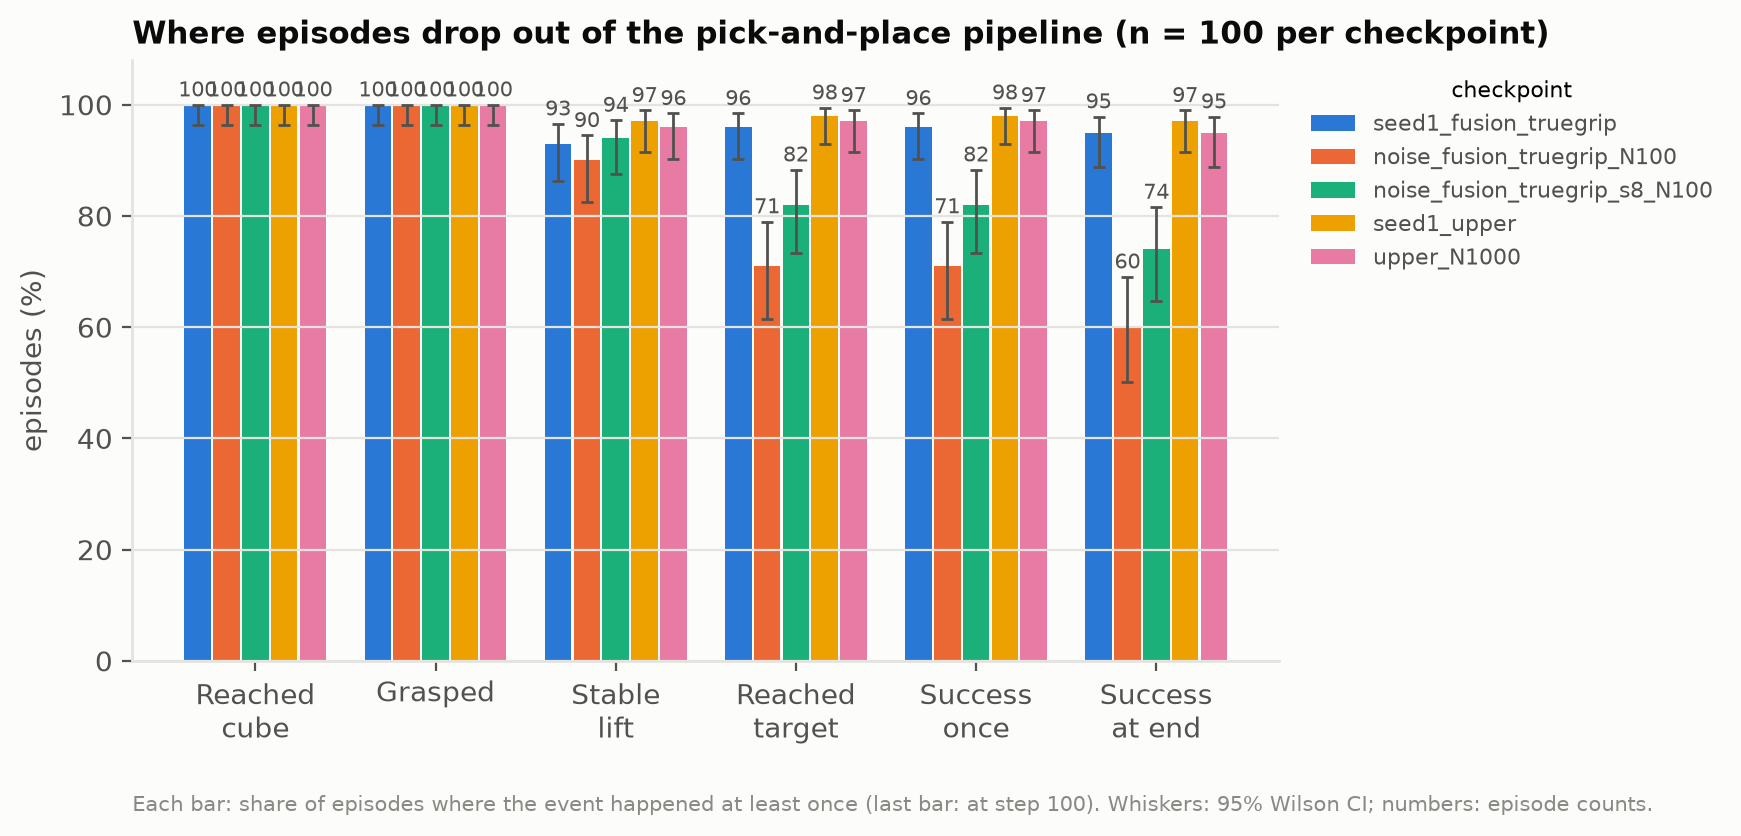 Where episodes drop out of the pick-and-place pipeline (n = 100 per checkpoint)
checkpoint
seed1_fusion_truegrip
noise_fusion_truegrip_N100
noise_fusion_truegrip_s8_N100
seed1_upper
upper_N1000
episodes (%)
100
80
60
40
20
0
100 100 100 100 100
100 100 100 100 100
93 90 94 97 96
96 71 82 98 97
96 71 82 98 97
95 60 74 97 95
Reached
cube
Grasped
Stable
lift
Reached
target
Success
once
Success
at end
Each bar: share of episodes where the event happened at least once (last bar: at step 100). Whiskers: 95% Wilson CI; numbers: episode counts.